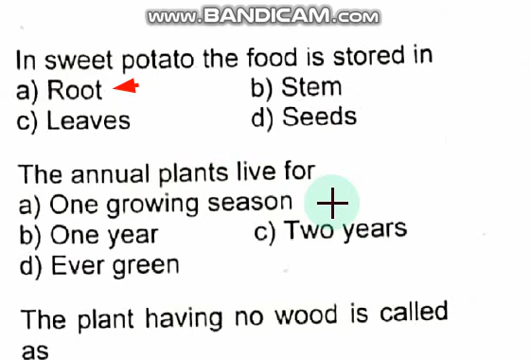 www.BANDICAM.com
In sweet potato the food is stored in
a) Root b) Stem
c) Leaves d) Seeds
The annual plants live for
a) One growing season
b) One year c) Two years
d) Ever green
The plant having no wood is called
as